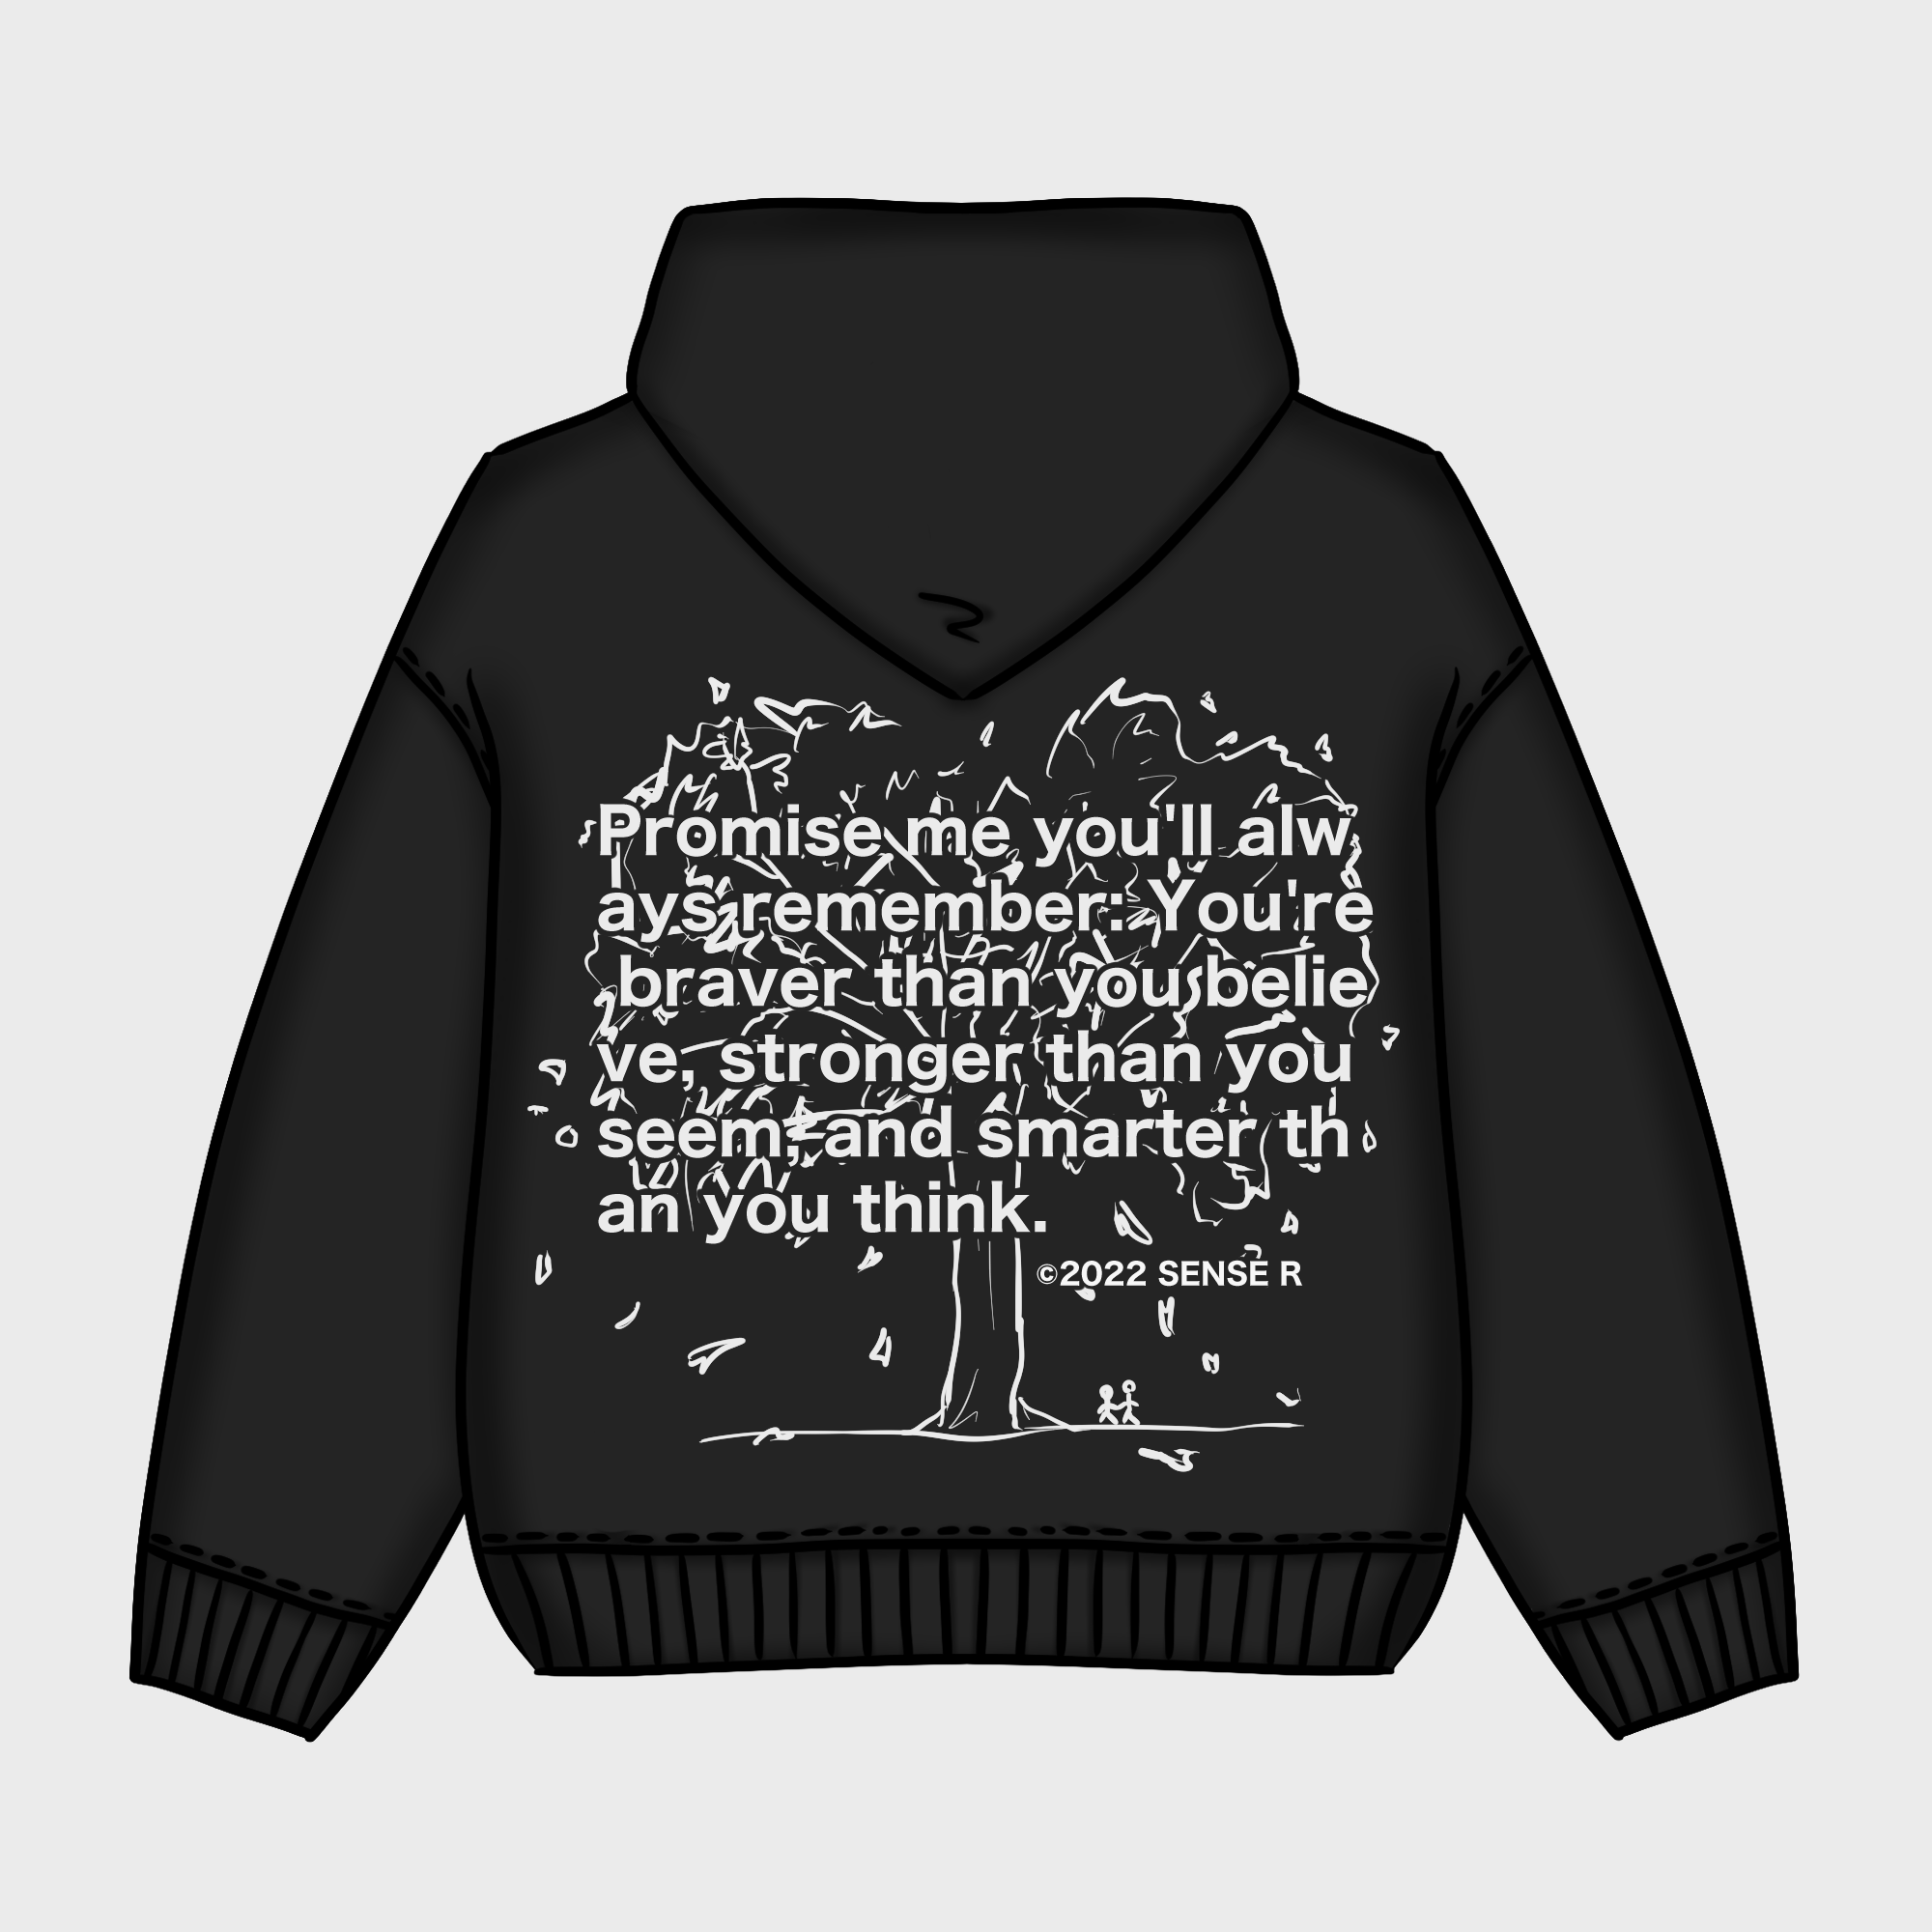 Promise me you'll alw
ays remember: You're
braver than you belie
ve, stronger than you
seem, and smarter th
an you think.
©2022 SENSE R